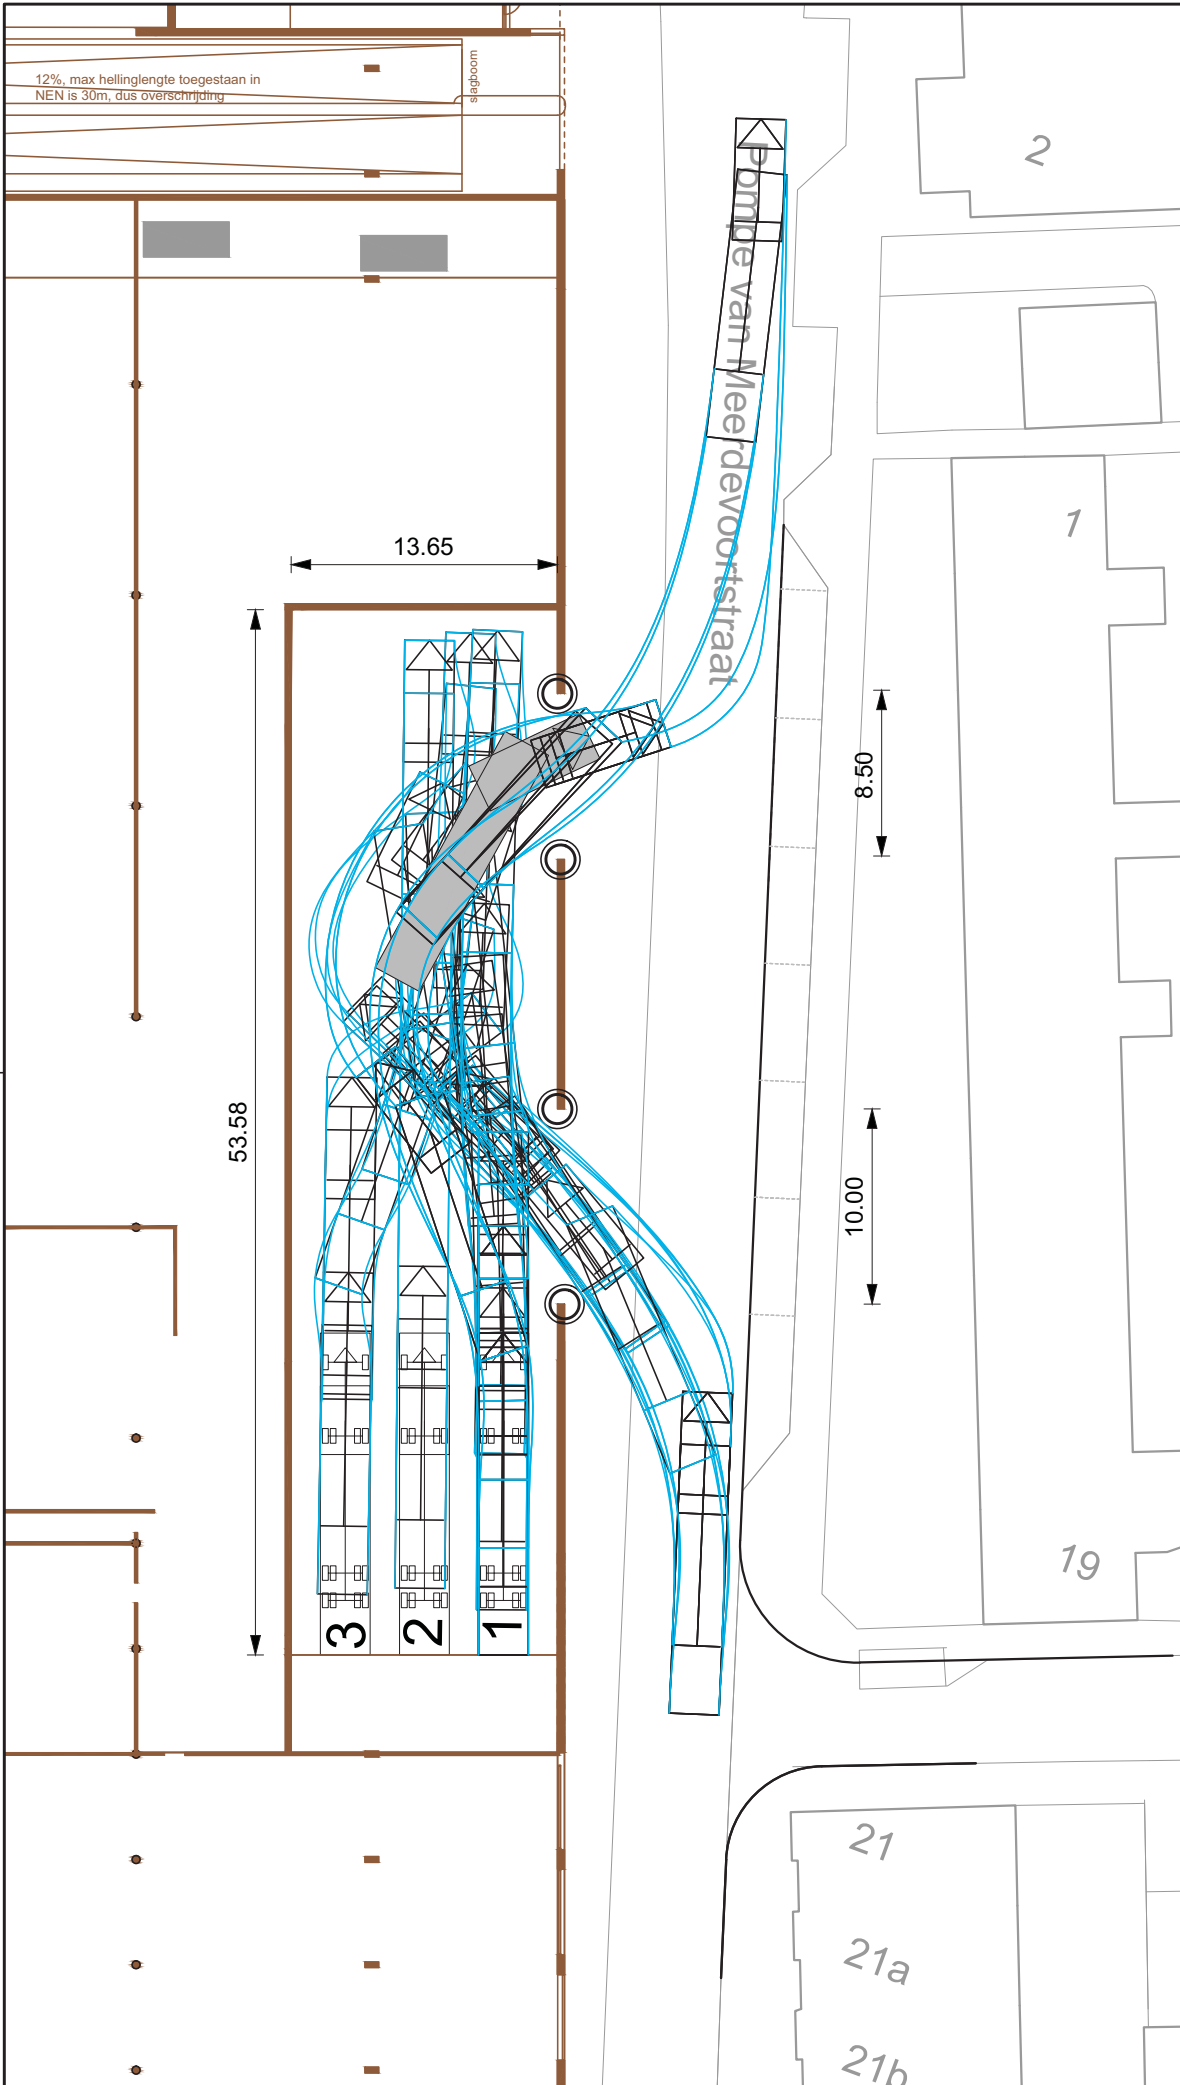 12%, max hellinglengte toegestaan in
NEN is 30m, dus overschrijding
slagboom
2
Pompe van Meerdevoortstraat
1
13.65
8.50
53.58
10.00
19
3
2
1
21
21a
21b